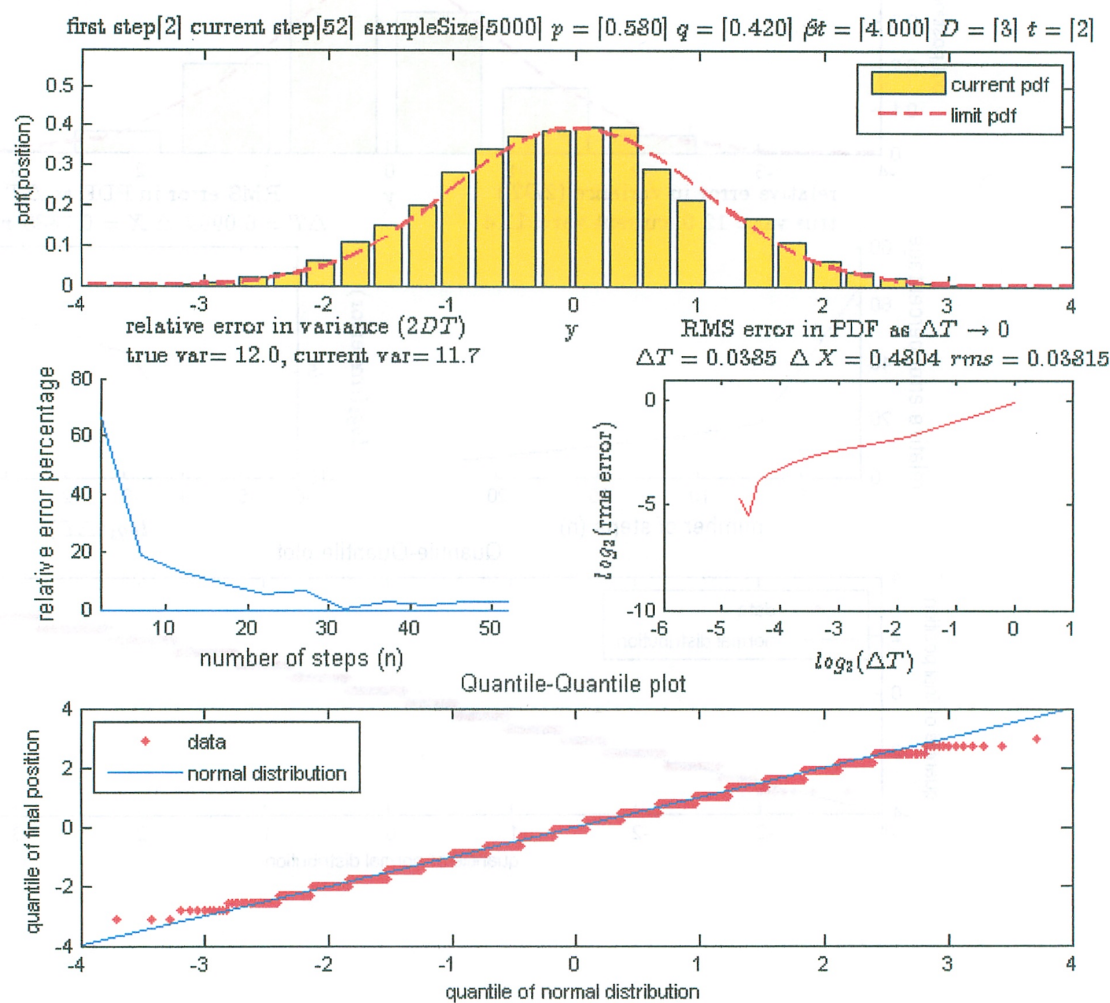 first step[2] current step[52] sampleSize[5000] p = [0.580] q = [0.420] βt = [4.000] D = [3] t = [2]
0.5
0.4
0.3
0.2
0.1
0
pdf(position)
current pdf
limit pdf
-4 -3 -2 -1 0 1 2 3 4
y
relative error in variance (2DT)
true var= 12.0, current var= 11.7
80
60
40
20
0
relative error percentage
10 20 30 40 50
number of steps (n)
RMS error in PDF as ΔT → 0
ΔT = 0.0385 Δ X = 0.4804 rms = 0.03815
0
-5
-10
log₂(rms error)
-6 -5 -4 -3 -2 -1 0 1
log₂(ΔT)
Quantile-Quantile plot
4
2
0
-2
-4
quantile of final position
data
normal distribution
-4 -3 -2 -1 0 1 2 3 4
quantile of normal distribution